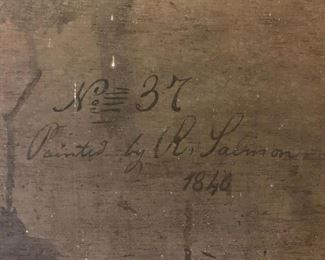 No 37
Painted by R. Salmon
1840